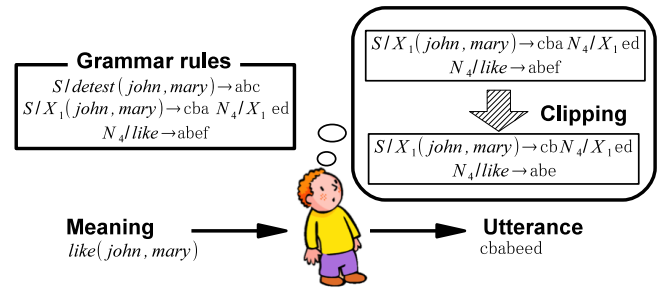 Grammar rules
S/detest(john, mary)→abc
S/X₁(john, mary)→cba N₄/X₁ ed
N₄/like→abef
S/X₁(john, mary)→cba N₄/X₁ ed
N₄/like→abef
Clipping
S/X₁(john, mary)→cb N₄/X₁ ed
N₄/like→abe
Meaning
like(john, mary)
Utterance
cbabeed